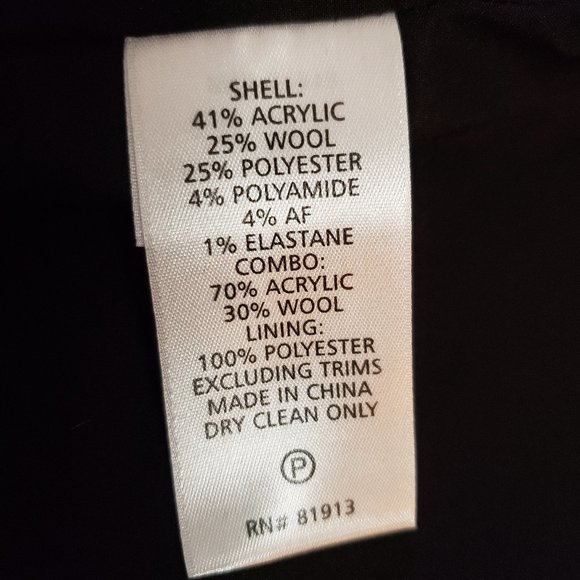 SHELL:
41% ACRYLIC
25% WOOL
25% POLYESTER
4% POLYAMIDE
4% AF
1% ELASTANE
COMBO:
70% ACRYLIC
30% WOOL
LINING:
100% POLYESTER
EXCLUDING TRIMS
MADE IN CHINA
DRY CLEAN ONLY
P
RN# 81913